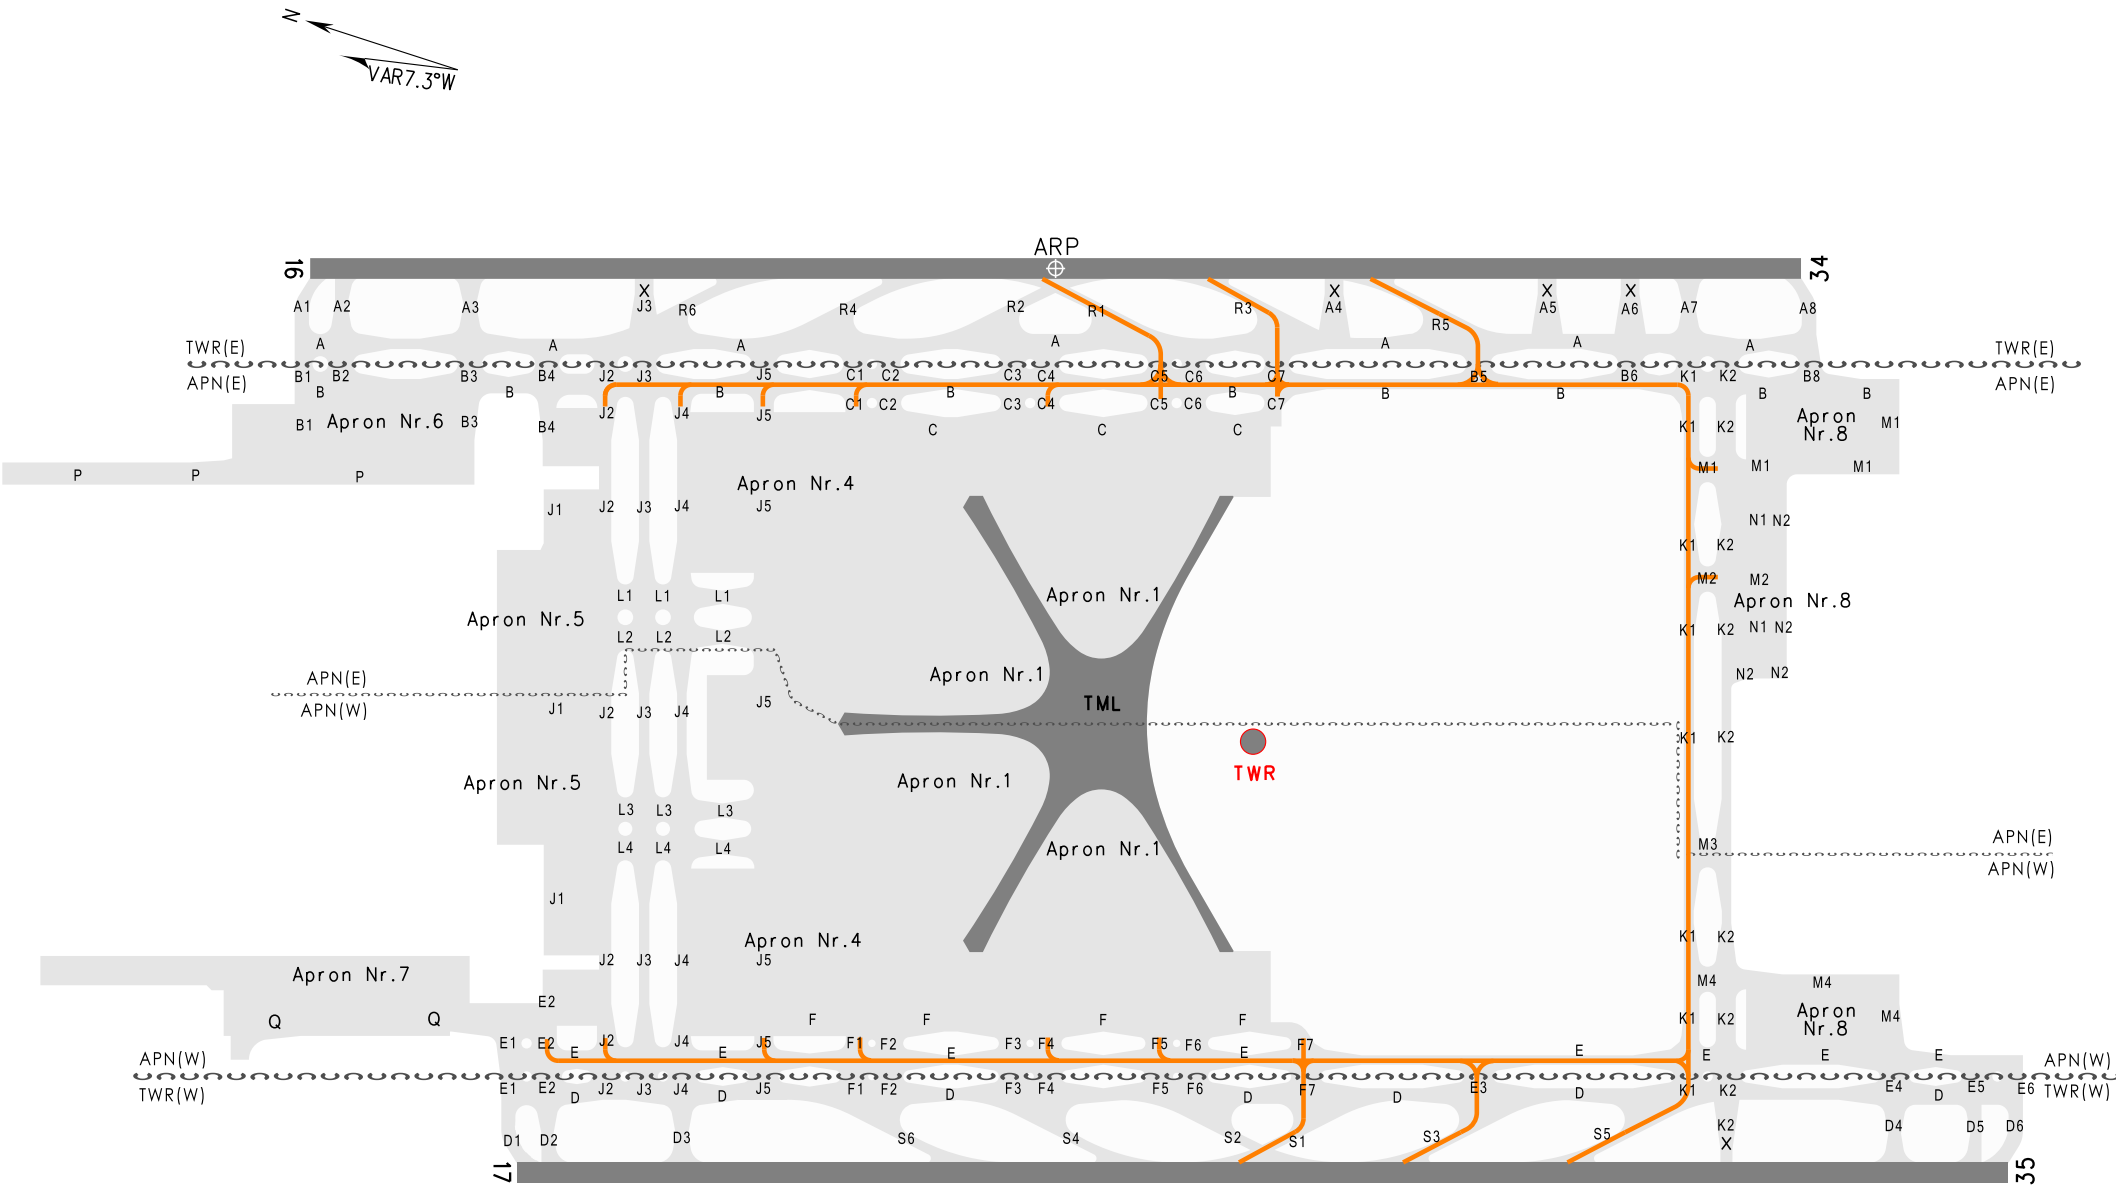 N
VAR7.3°W
ARP
16
34
X
X X X
A1 A2 A3 J3 R6 R4 R2 R1 R3 A4 R5 A5 A6 A7 A8
A A A A A A A
TWR(E) TWR(E)
APN(E) APN(E)
B1 B2 B3 B4 J2 J3 J5 C1 C2 C3 C4 C5 C6 C7 B5 B6 K1 K2 B8
B B B B B B B B B
C1 C2 C3 C4 C5 C6 C7
B1 Apron Nr.6 B3 B4 J2 J4 J5 C C C K1 K2 Apron Nr.8 M1
P P P Apron Nr.4 M1 M1 M1
J1 J2 J3 J4 J5 N1 N2
K1 K2
M2 M2
L1 L1 L1 Apron Nr.1 Apron Nr.8
Apron Nr.5
L2 L2 L2 K1 K2 N1 N2
APN(E) Apron Nr.1 N2 N2
APN(W) J1 J2 J3 J4 J5 TML
K1 K2
TWR
Apron Nr.5 Apron Nr.1
L3 L3 L3
L4 L4 L4 Apron Nr.1 M3 APN(E)
APN(W)
J1
Apron Nr.4 K1 K2
J2 J3 J4 J5
Apron Nr.7 M4 M4
E2
Q Q F F F F K1 K2 Apron Nr.8 M4
E1 E2 J2 J4 J5 F1 F2 F3 F4 F5 F6 F7
E E E E E E E E
APN(W) APN(W)
TWR(W) TWR(W)
E1 E2 J2 J3 J4 J5 F1 F2 F3 F4 F5 F6 F7 E3 K1 K2 E4 E5 E6
D D D D D D D
D1 D2 D3 S6 S4 S2 S1 S3 S5 K2 D4 D5 D6
X
17
35